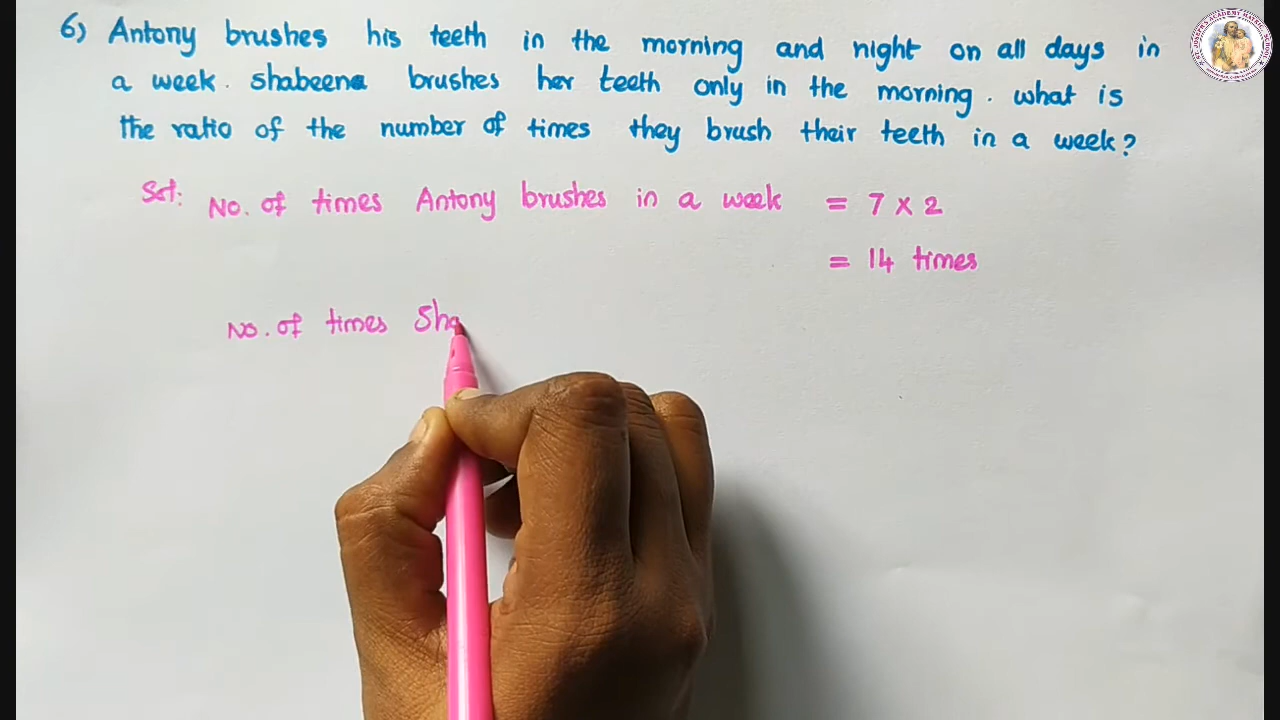 6) Antony brushes his teeth in the morning and night on all days in
a week. Shabeena brushes her teeth only in the morning. what is
the ratio of the number of times they brush their teeth in a week?
No. of times Antony brushes in a week = 7 x 2
= 14 times
No. of times Sha